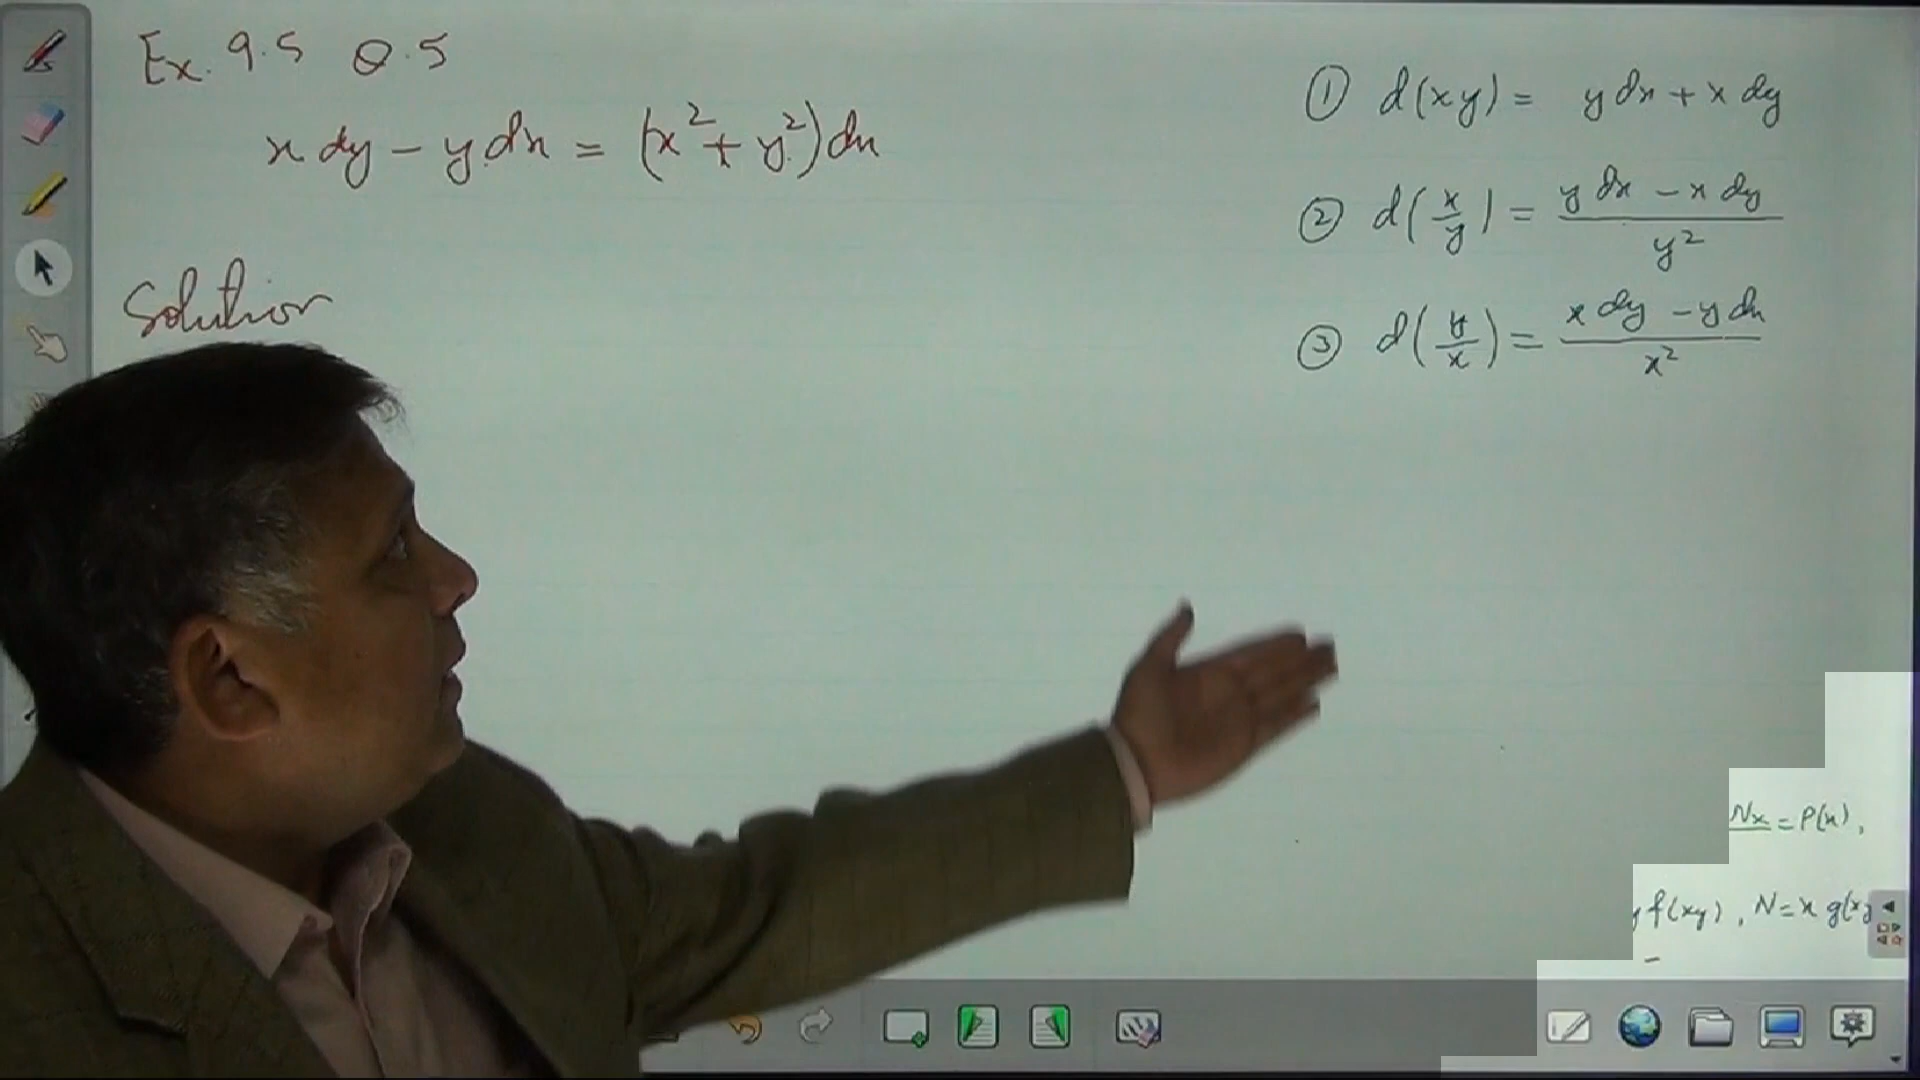 Ex. 9.5 Q.5
x dy - y dx = (x² + y²) dx
Solution
① d(xy) = y dx + x dy
② d(x/y) = (y dx - x dy)/y²
③ d(y/x) = (x dy - y dx)/x²
Nx = P(x),
f(xy), N = x g(xy